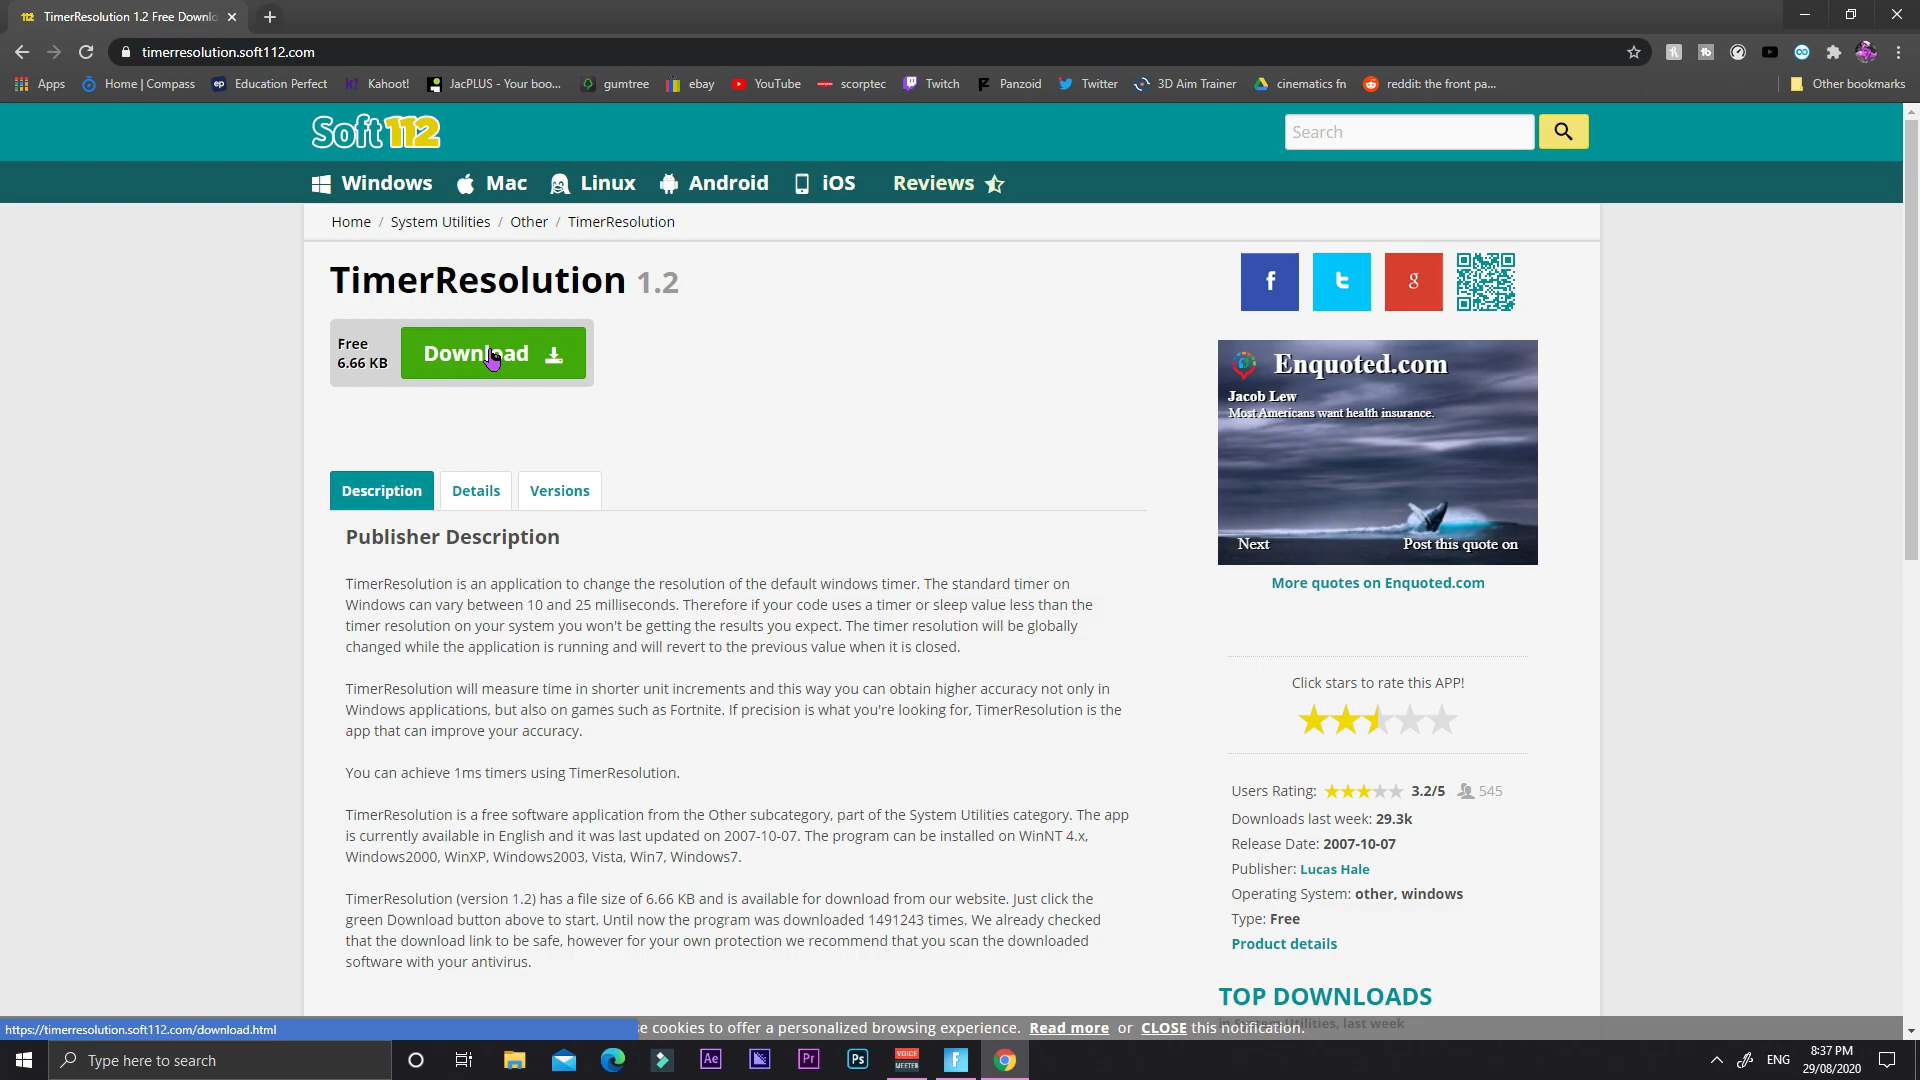 TimerResolution 1.2 Free Downlo
timerresolution.soft112.com
Apps Home | Compass Education Perfect Kahoot! JacPLUS - Your boo... gumtree ebay YouTube scorptec Twitch Panzoid Twitter 3D Aim Trainer cinematics fn reddit: the front pa... Other bookmarks
Soft112
Search
Windows Mac Linux Android iOS Reviews
Home / System Utilities / Other / TimerResolution
TimerResolution 1.2
Free
6.66 KB
Download
Enquoted.com
Jacob Lew
Most Americans want health insurance.
Next Post this quote on
More quotes on Enquoted.com
Description Details Versions
Publisher Description
TimerResolution is an application to change the resolution of the default windows timer. The standard timer on
Windows can vary between 10 and 25 milliseconds. Therefore if your code uses a timer or sleep value less than the
timer resolution on your system you won't be getting the results you expect. The timer resolution will be globally
changed while the application is running and will revert to the previous value when it is closed.
TimerResolution will measure time in shorter unit increments and this way you can obtain higher accuracy not only in
Windows applications, but also on games such as Fortnite. If precision is what you're looking for, TimerResolution is the
app that can improve your accuracy.
You can achieve 1ms timers using TimerResolution.
TimerResolution is a free software application from the Other subcategory, part of the System Utilities category. The app
is currently available in English and it was last updated on 2007-10-07. The program can be installed on WinNT 4.x,
Windows2000, WinXP, Windows2003, Vista, Win7, Windows7.
TimerResolution (version 1.2) has a file size of 6.66 KB and is available for download from our website. Just click the
green Download button above to start. Until now the program was downloaded 1491243 times. We already checked
that the download link to be safe, however for your own protection we recommend that you scan the downloaded
software with your antivirus.
Click stars to rate this APP!
Users Rating: 3.2/5 545
Downloads last week: 29.3k
Release Date: 2007-10-07
Publisher: Lucas Hale
Operating System: other, windows
Type: Free
Product details
TOP DOWNLOADS
in System Utilities, last week
https://timerresolution.soft112.com/download.html
se cookies to offer a personalized browsing experience. Read more or CLOSE this notification.
Type here to search
Ae Pr Ps VOICE MEETER
ENG
8:37 PM
29/08/2020